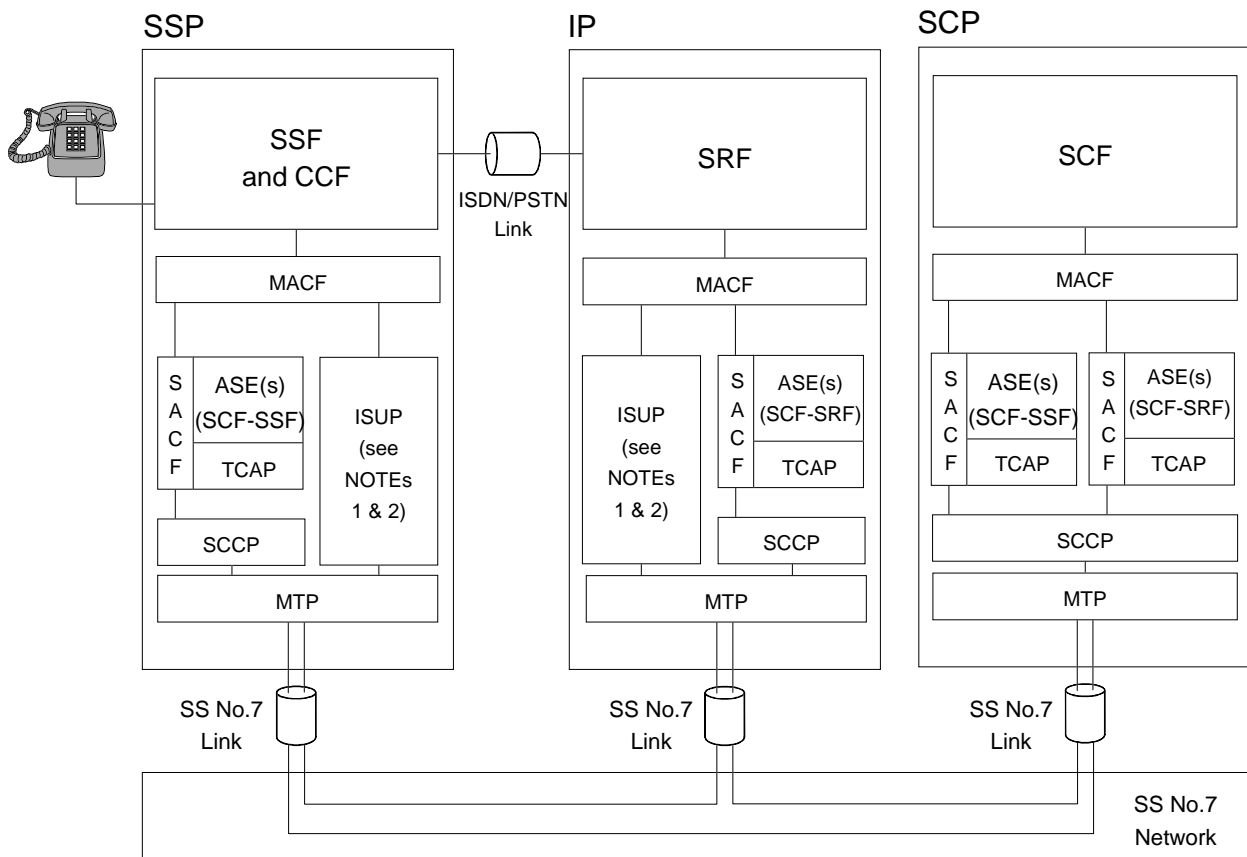 SSP
IP
SCP
SSF
and CCF
ISDN/PSTN
Link
SRF
SCF
MACF
MACF
MACF
S
A
C
F
ASE(s)
(SCF-SSF)
TCAP
ISUP
(see
NOTEs
1 & 2)
ISUP
(see
NOTEs
1 & 2)
S
A
C
F
ASE(s)
(SCF-SRF)
TCAP
S
A
C
F
ASE(s)
(SCF-SSF)
TCAP
S
A
C
F
ASE(s)
(SCF-SRF)
TCAP
SCCP
SCCP
SCCP
MTP
MTP
MTP
SS No.7
Link
SS No.7
Link
SS No.7
Link
SS No.7
Network